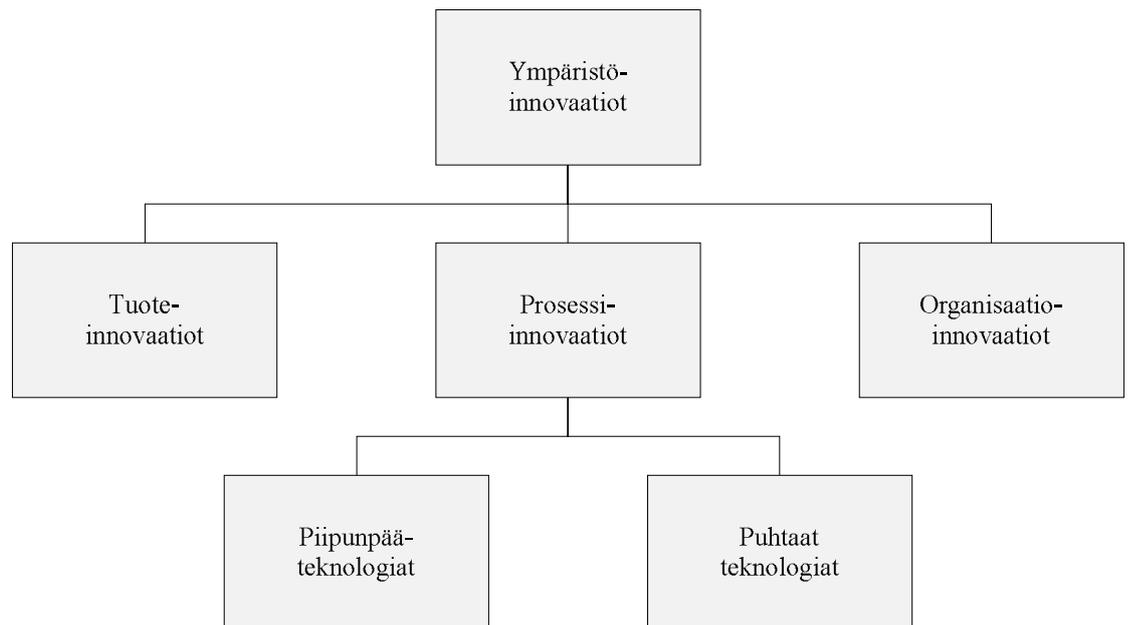 Ympäristö-
innovaatiot
Tuote-
innovaatiot
Prosessi-
innovaatiot
Organisaatio-
innovaatiot
Piipunpää-
teknologiat
Puhtaat
teknologiat